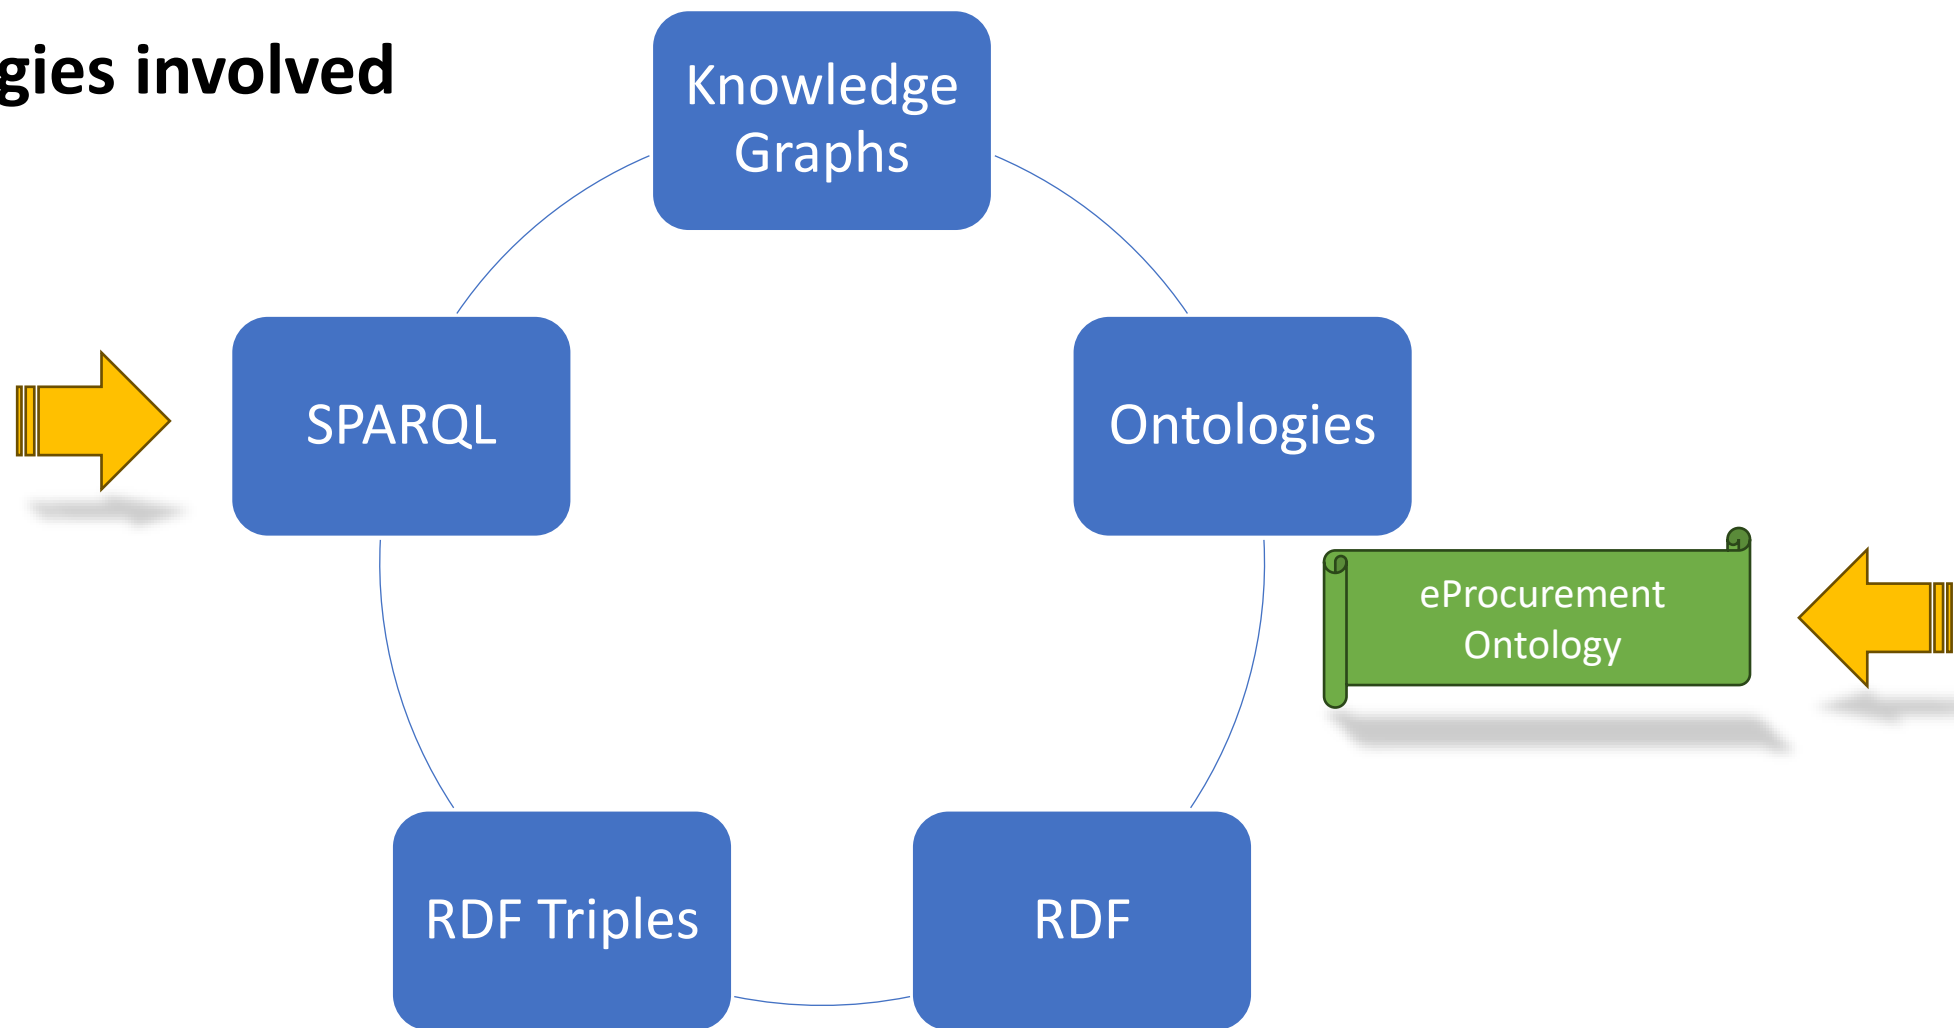 gies involved
Knowledge
Graphs
SPARQL
Ontologies
eProcurement
Ontology
RDF Triples
RDF